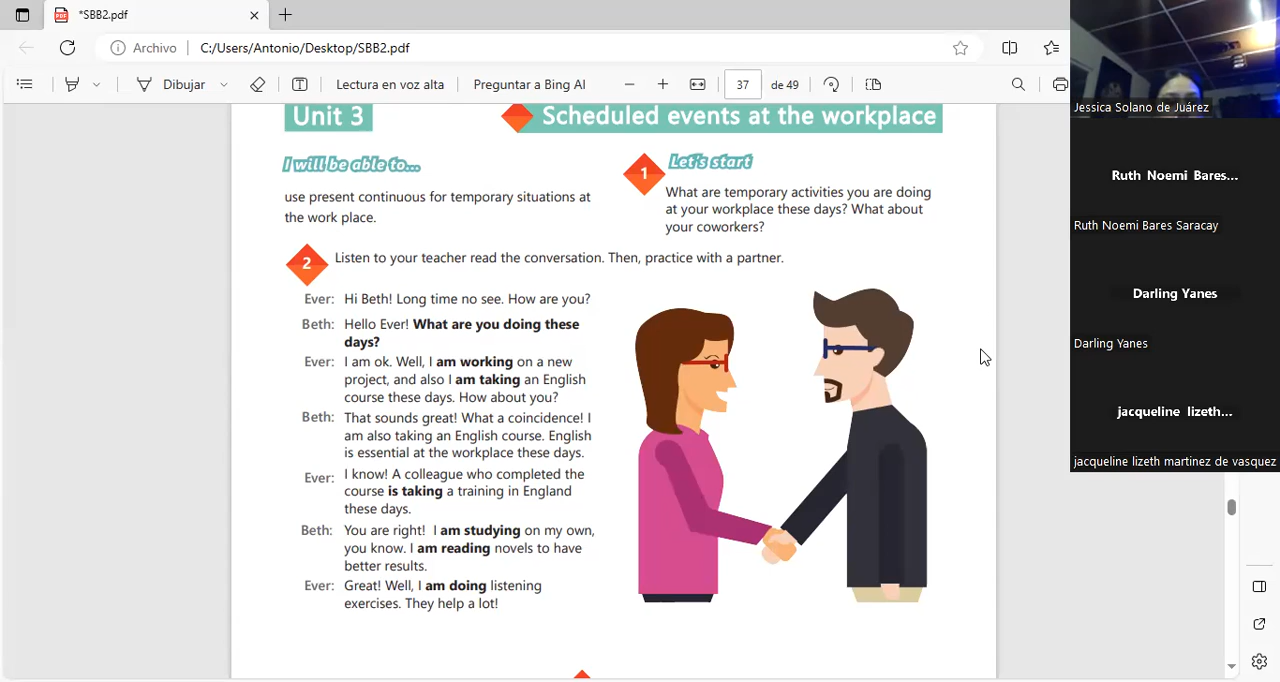 *SBB2.pdf
Archivo
C:/Users/Antonio/Desktop/SBB2.pdf
Dibujar
Lectura en voz alta
Preguntar a Bing AI
37
de 49
Unit 3
Scheduled events at the workplace
I will be able to...
use present continuous for temporary situations at
the work place.
1
Let's start
What are temporary activities you are doing
at your workplace these days? What about
your coworkers?
2
Listen to your teacher read the conversation. Then, practice with a partner.
Ever: Hi Beth! Long time no see. How are you?
Beth: Hello Ever! What are you doing these
days?
Ever: I am ok. Well, I am working on a new
project, and also I am taking an English
course these days. How about you?
Beth: That sounds great! What a coincidence! I
am also taking an English course. English
is essential at the workplace these days.
Ever: I know! A colleague who completed the
course is taking a training in England
these days.
Beth: You are right! I am studying on my own,
you know. I am reading novels to have
better results.
Ever: Great! Well, I am doing listening
exercises. They help a lot!
Jessica Solano de Juárez
Ruth Noemi Bares...
Ruth Noemi Bares Saracay
Darling Yanes
Darling Yanes
jacqueline lizeth...
jacqueline lizeth martinez de vasquez